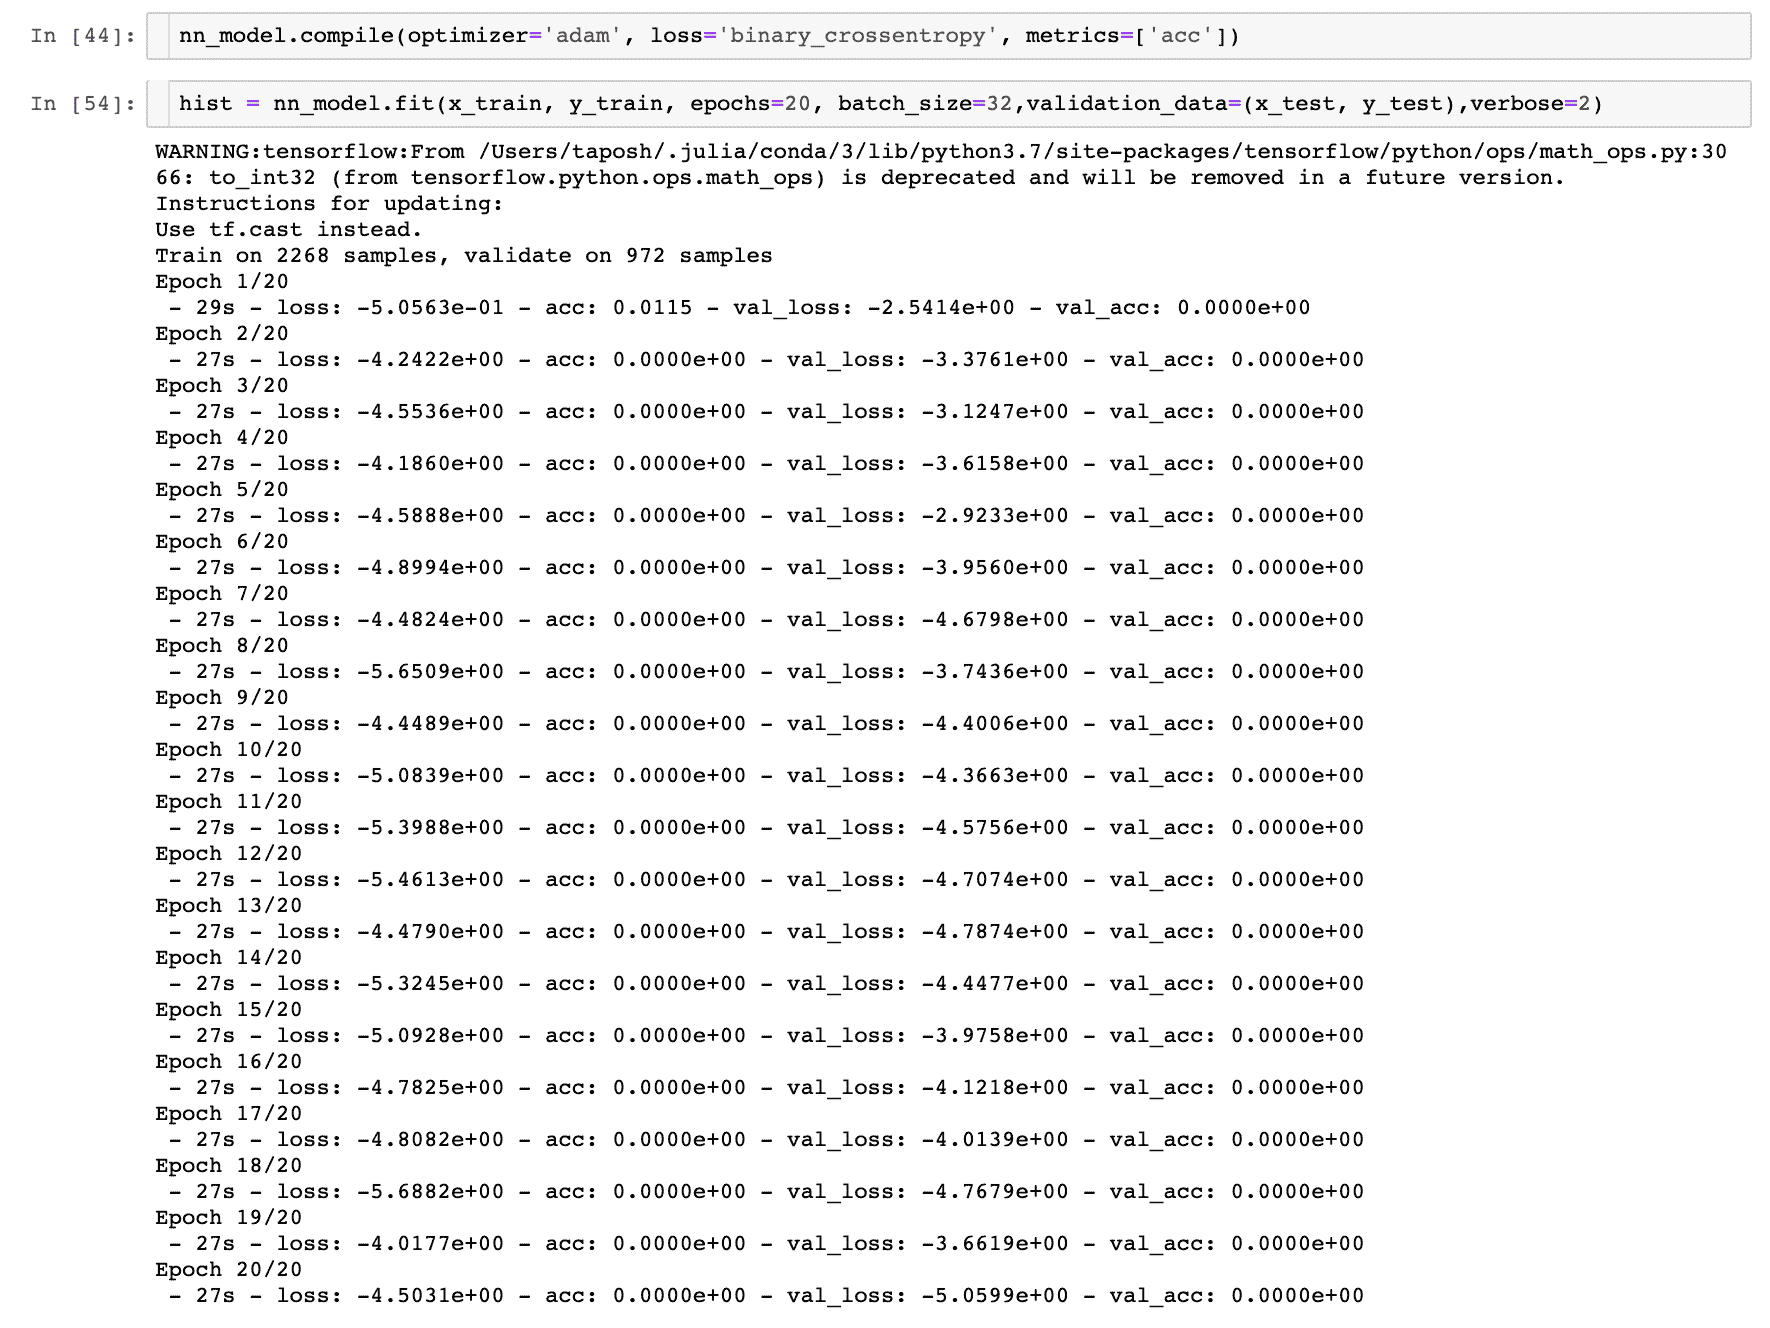 In [44]: nn_model.compile(optimizer='adam', loss='binary_crossentropy', metrics=['acc'])
In [54]: hist = nn_model.fit(x_train, y_train, epochs=20, batch_size=32,validation_data=(x_test, y_test),verbose=2)
WARNING:tensorflow:From /Users/taposh/.julia/conda/3/lib/python3.7/site-packages/tensorflow/python/ops/math_ops.py:30
66: to_int32 (from tensorflow.python.ops.math_ops) is deprecated and will be removed in a future version.
Instructions for updating:
Use tf.cast instead.
Train on 2268 samples, validate on 972 samples
Epoch 1/20
 - 29s - loss: -5.0563e-01 - acc: 0.0115 - val_loss: -2.5414e+00 - val_acc: 0.0000e+00
Epoch 2/20
 - 27s - loss: -4.2422e+00 - acc: 0.0000e+00 - val_loss: -3.3761e+00 - val_acc: 0.0000e+00
Epoch 3/20
 - 27s - loss: -4.5536e+00 - acc: 0.0000e+00 - val_loss: -3.1247e+00 - val_acc: 0.0000e+00
Epoch 4/20
 - 27s - loss: -4.1860e+00 - acc: 0.0000e+00 - val_loss: -3.6158e+00 - val_acc: 0.0000e+00
Epoch 5/20
 - 27s - loss: -4.5888e+00 - acc: 0.0000e+00 - val_loss: -2.9233e+00 - val_acc: 0.0000e+00
Epoch 6/20
 - 27s - loss: -4.8994e+00 - acc: 0.0000e+00 - val_loss: -3.9560e+00 - val_acc: 0.0000e+00
Epoch 7/20
 - 27s - loss: -4.4824e+00 - acc: 0.0000e+00 - val_loss: -4.6798e+00 - val_acc: 0.0000e+00
Epoch 8/20
 - 27s - loss: -5.6509e+00 - acc: 0.0000e+00 - val_loss: -3.7436e+00 - val_acc: 0.0000e+00
Epoch 9/20
 - 27s - loss: -4.4489e+00 - acc: 0.0000e+00 - val_loss: -4.4006e+00 - val_acc: 0.0000e+00
Epoch 10/20
 - 27s - loss: -5.0839e+00 - acc: 0.0000e+00 - val_loss: -4.3663e+00 - val_acc: 0.0000e+00
Epoch 11/20
 - 27s - loss: -5.3988e+00 - acc: 0.0000e+00 - val_loss: -4.5756e+00 - val_acc: 0.0000e+00
Epoch 12/20
 - 27s - loss: -5.4613e+00 - acc: 0.0000e+00 - val_loss: -4.7074e+00 - val_acc: 0.0000e+00
Epoch 13/20
 - 27s - loss: -4.4790e+00 - acc: 0.0000e+00 - val_loss: -4.7874e+00 - val_acc: 0.0000e+00
Epoch 14/20
 - 27s - loss: -5.3245e+00 - acc: 0.0000e+00 - val_loss: -4.4477e+00 - val_acc: 0.0000e+00
Epoch 15/20
 - 27s - loss: -5.0928e+00 - acc: 0.0000e+00 - val_loss: -3.9758e+00 - val_acc: 0.0000e+00
Epoch 16/20
 - 27s - loss: -4.7825e+00 - acc: 0.0000e+00 - val_loss: -4.1218e+00 - val_acc: 0.0000e+00
Epoch 17/20
 - 27s - loss: -4.8082e+00 - acc: 0.0000e+00 - val_loss: -4.0139e+00 - val_acc: 0.0000e+00
Epoch 18/20
 - 27s - loss: -5.6882e+00 - acc: 0.0000e+00 - val_loss: -4.7679e+00 - val_acc: 0.0000e+00
Epoch 19/20
 - 27s - loss: -4.0177e+00 - acc: 0.0000e+00 - val_loss: -3.6619e+00 - val_acc: 0.0000e+00
Epoch 20/20
 - 27s - loss: -4.5031e+00 - acc: 0.0000e+00 - val_loss: -5.0599e+00 - val_acc: 0.0000e+00